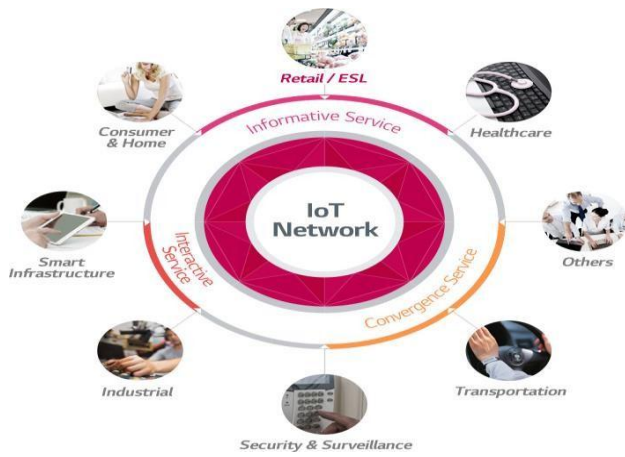 Retail / ESL
Consumer
& Home
Informative Service
Healthcare
IoT
Network
Smart
Infrastructure
Interactive
Service
Others
Convergence Service
Industrial
Transportation
Security & Surveillance